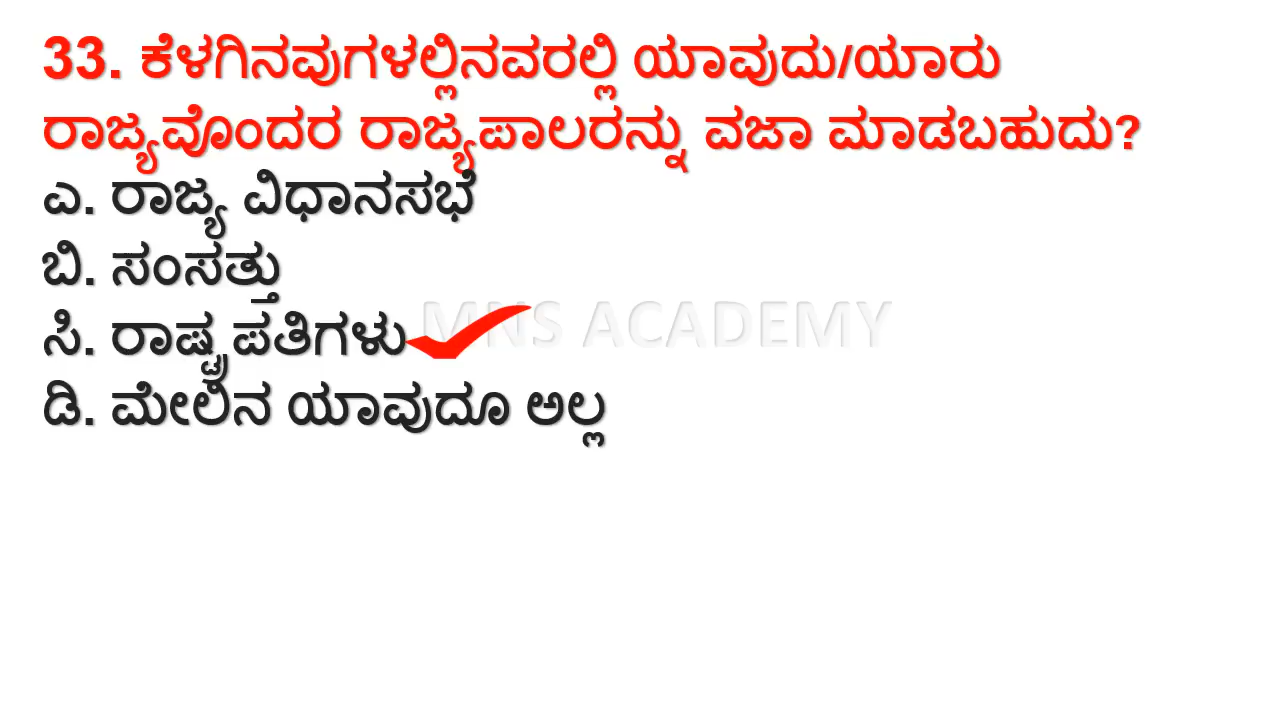 33. ಕೆಳಗಿನವುಗಳಲ್ಲಿನವರಲ್ಲಿ ಯಾವುದು/ಯಾರು
ರಾಜ್ಯವೊಂದರ ರಾಜ್ಯಪಾಲರನ್ನು ವಜಾ ಮಾಡಬಹುದು?
ಎ. ರಾಜ್ಯ ವಿಧಾನಸಭೆ
ಬಿ. ಸಂಸತ್ತು
ಸಿ. ರಾಷ್ಟ್ರಪತಿಗಳು
MNS ACADEMY
ಡಿ. ಮೇಲಿನ ಯಾವುದೂ ಅಲ್ಲ